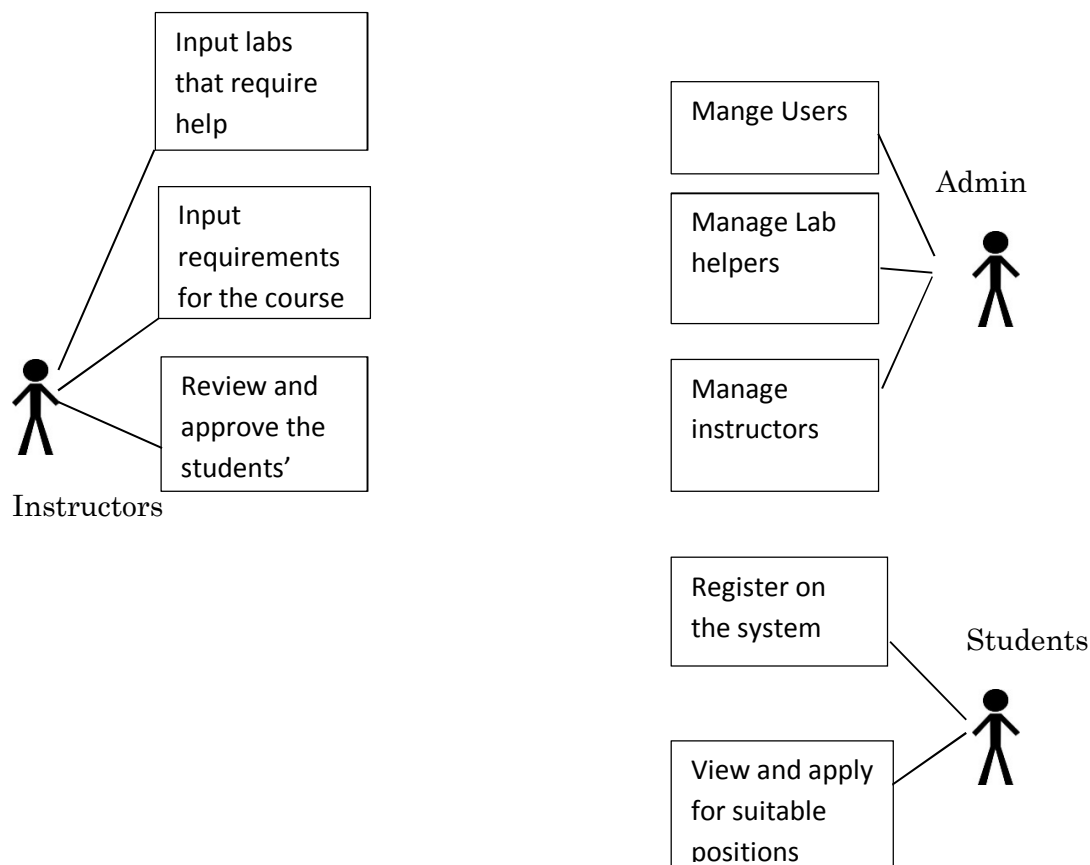 Input labs
that require
help
Input
requirements
for the course
Review and
approve the
students’
Instructors
Mange Users
Admin
Manage Lab
helpers
Manage
instructors
Register on
the system
Students
View and apply
for suitable
positions